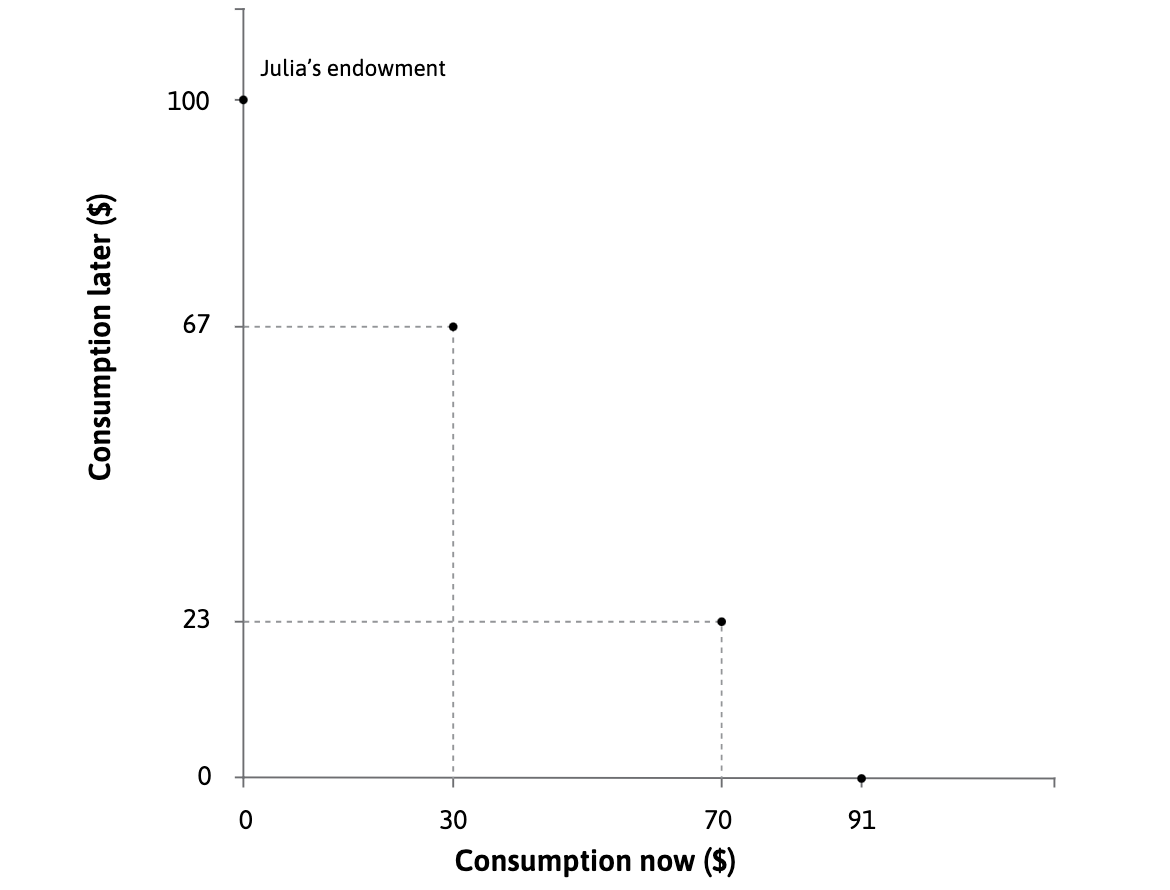 Julia’s endowment
100
Consumption later ($)
67
23
0
0
30
70
91
Consumption now ($)